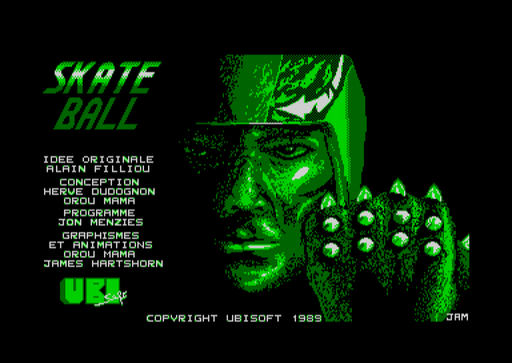 SKATE
BALL
IDEE ORIGINALE
ALAIN FILLIOU
CONCEPTION
HERVE DUDOGNON
OROU MAMA
PROGRAMME
JON MENZIES
GRAPHISMES
ET ANIMATIONS
OROU MAMA
JAMES HARTSHORN
UBI
Soft
COPYRIGHT UBISOFT 1989
JAM